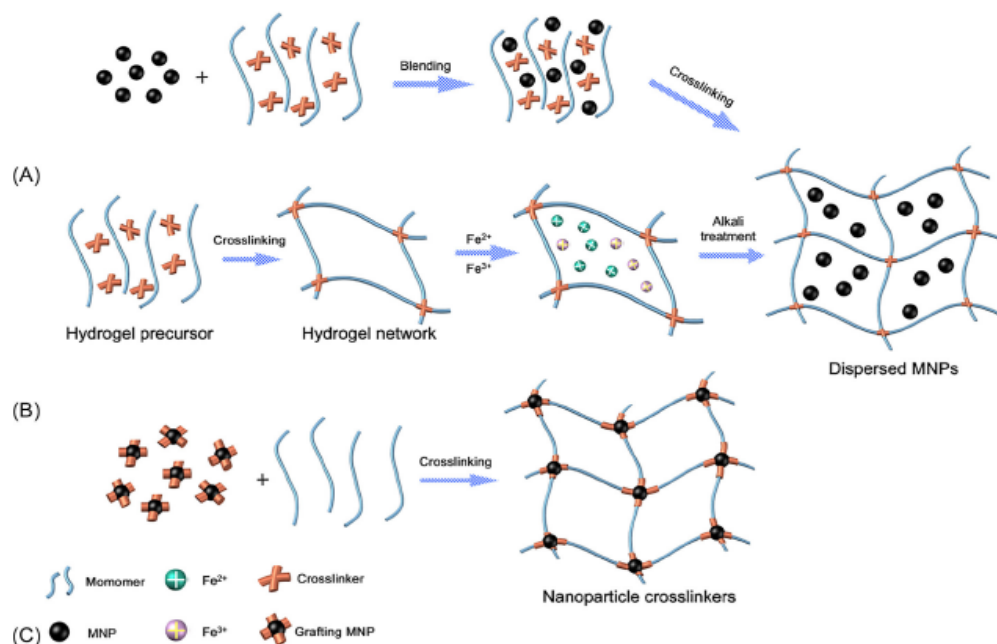 +
Blending
Crosslinking
(A)
Crosslinking
Fe²⁺
Fe³⁺
Alkali
treatment
Hydrogel precursor
Hydrogel network
Dispersed MNPs
(B)
+
Crosslinking
Momomer
Fe²⁺
Crosslinker
Nanoparticle crosslinkers
(C)
MNP
Fe³⁺
Grafting MNP